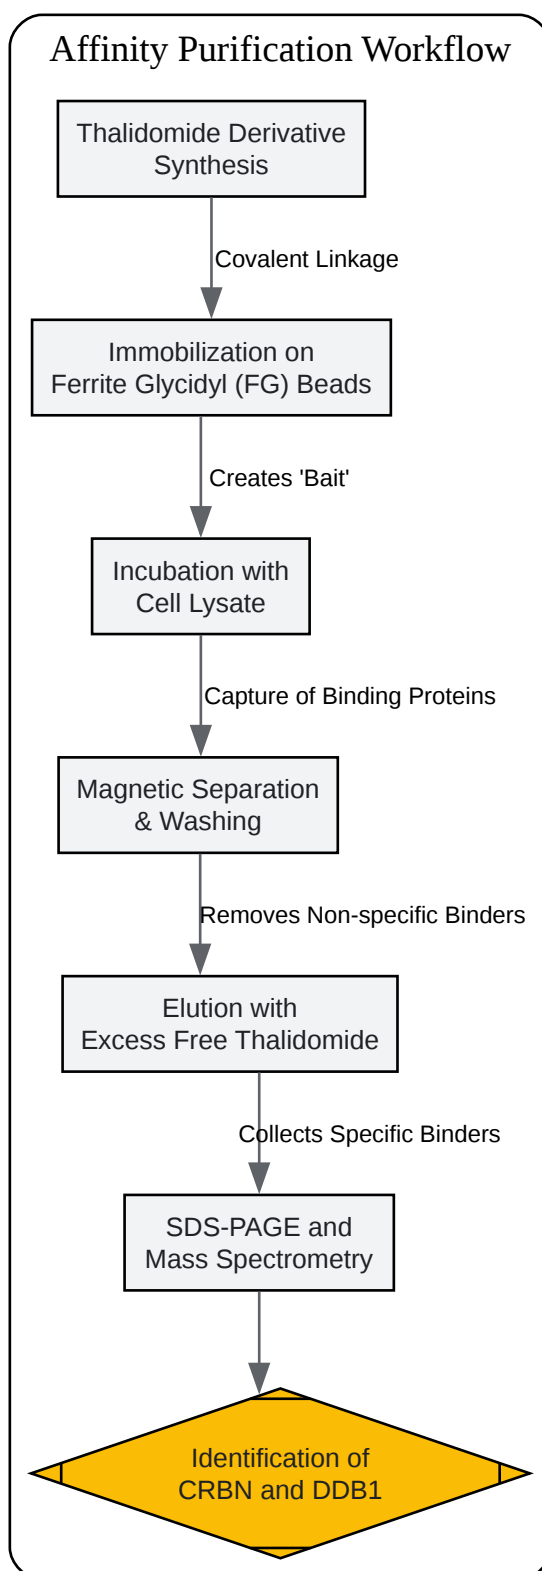 Affinity Purification Workflow
Thalidomide Derivative
Synthesis
Covalent Linkage
Immobilization on
Ferrite Glycidyl (FG) Beads
Creates 'Bait'
Incubation with
Cell Lysate
Capture of Binding Proteins
Magnetic Separation
& Washing
Removes Non-specific Binders
Elution with
Excess Free Thalidomide
Collects Specific Binders
SDS-PAGE and
Mass Spectrometry
Identification of
CRBN and DDB1